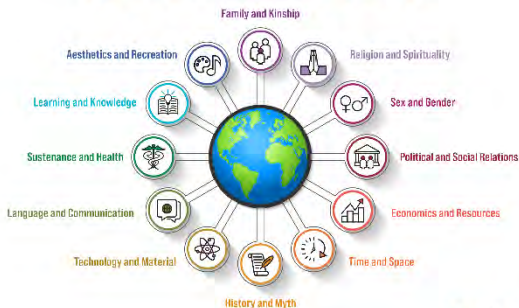 Family and Kinship
Aesthetics and Recreation
Religion and Spirituality
Learning and Knowledge
Sex and Gender
Sustenance and Health
Political and Social Relations
Language and Communication
Economics and Resources
Technology and Material
Time and Space
History and Myth